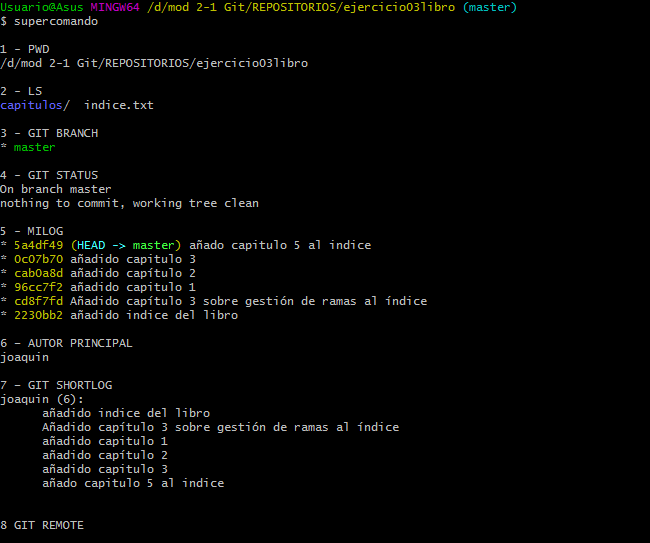 Usuario@Asus MINGW64 /d/mod 2-1 Git/REPOSITORIOS/ejercicio03libro (master)
$ supercomando
1 - PWD
/d/mod 2-1 Git/REPOSITORIOS/ejercicio03libro
2 - LS
capitulos/  indice.txt
3 - GIT BRANCH
* master
4 - GIT STATUS
On branch master
nothing to commit, working tree clean
5 - MILOG
* 5a4df49 (HEAD -> master) añado capitulo 5 al indice
* 0c07b70 añadido capitulo 3
* cab0a8d añadido capítulo 2
* 96cc7f2 añadido capitulo 1
* cd8f7fd Añadido capítulo 3 sobre gestión de ramas al índice
* 2230bb2 añadido indice del libro
6 - AUTOR PRINCIPAL
joaquin
7 - GIT SHORTLOG
joaquin (6):
      añadido indice del libro
      Añadido capítulo 3 sobre gestión de ramas al índice
      añadido capitulo 1
      añadido capítulo 2
      añadido capitulo 3
      añado capitulo 5 al indice
8 GIT REMOTE